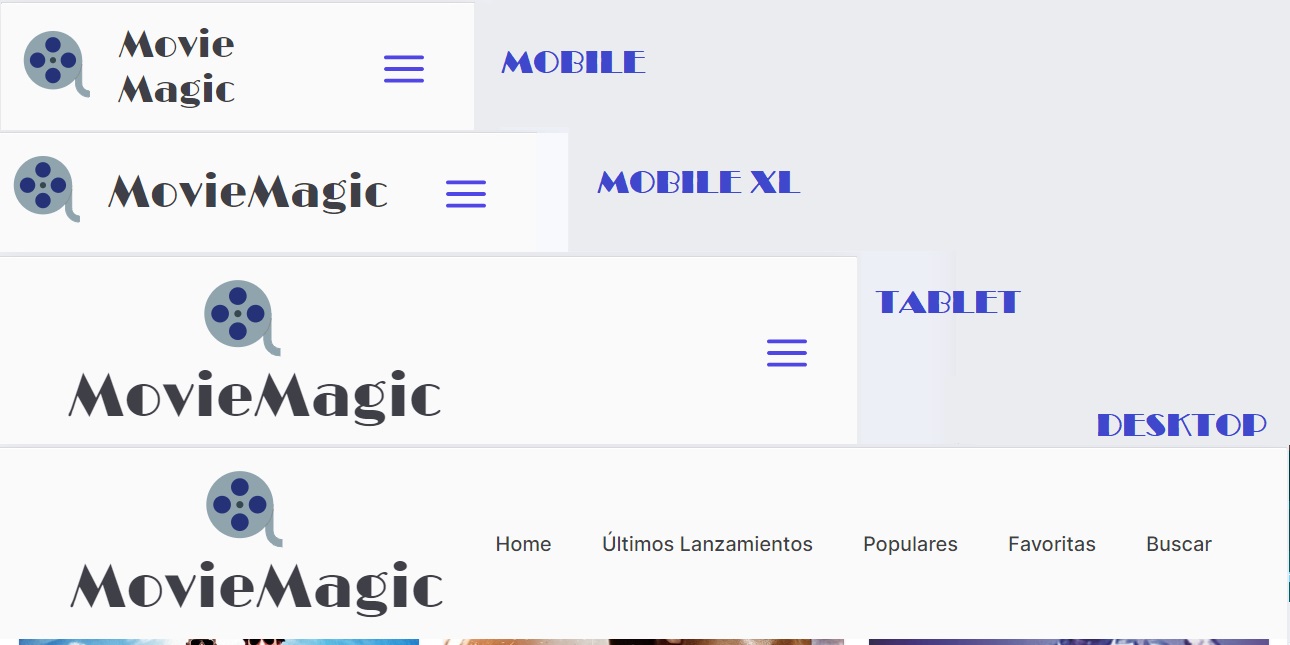 Movie
Magic
MOBILE
MovieMagic
MOBILE XL
TABLET
MovieMagic
DESKTOP
Home Últimos Lanzamientos Populares Favoritas Buscar
MovieMagic